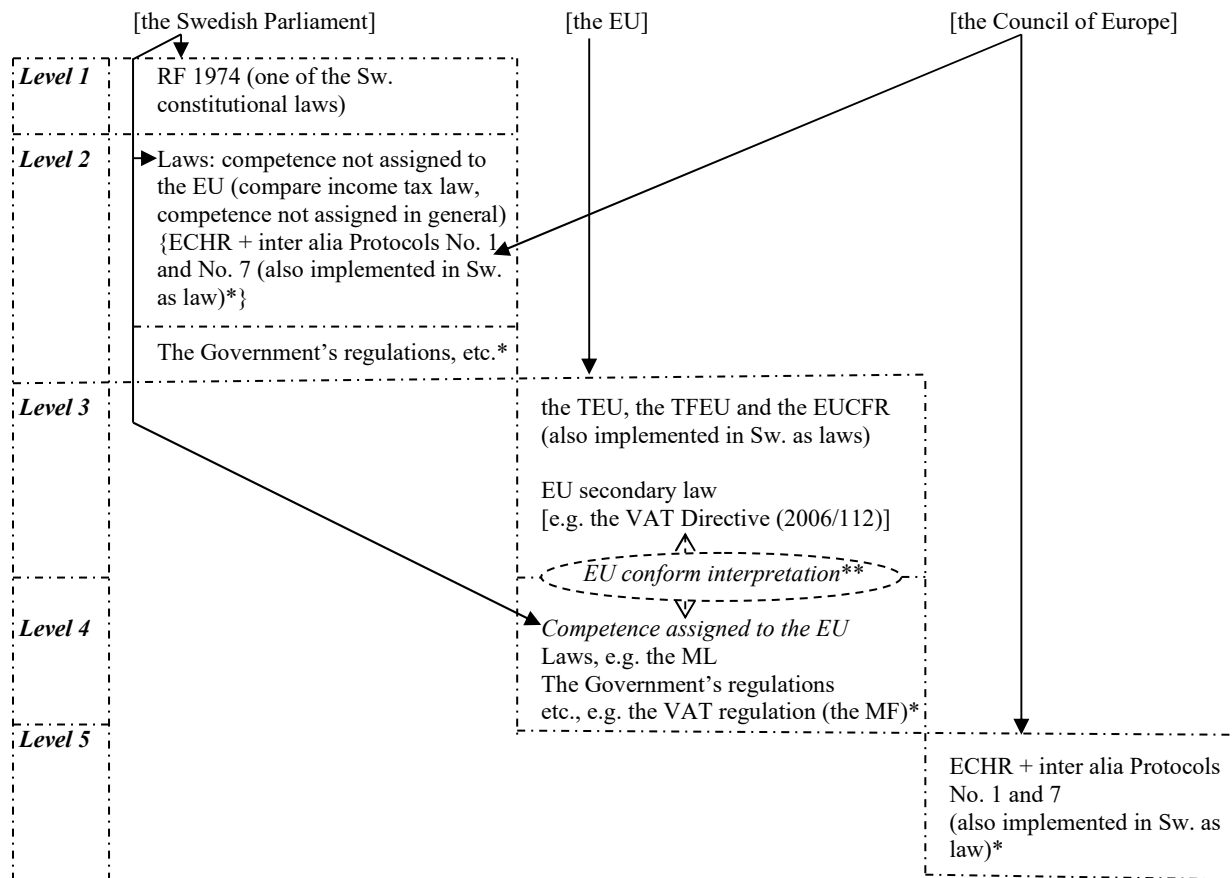 [the Swedish Parliament]
[the EU]
[the Council of Europe]
Level 1
RF 1974 (one of the Sw.
constitutional laws)
Level 2
Laws: competence not assigned to
the EU (compare income tax law,
competence not assigned in general)
{ECHR + inter alia Protocols No. 1
and No. 7 (also implemented in Sw.
as law)*}
The Government’s regulations, etc.*
Level 3
the TEU, the TFEU and the EUCFR
(also implemented in Sw. as laws)
EU secondary law
[e.g. the VAT Directive (2006/112)]
EU conform interpretation**
Level 4
Competence assigned to the EU
Laws, e.g. the ML
The Government’s regulations
etc., e.g. the VAT regulation (the MF)*
Level 5
ECHR + inter alia Protocols
No. 1 and 7
(also implemented in Sw. as
law)*